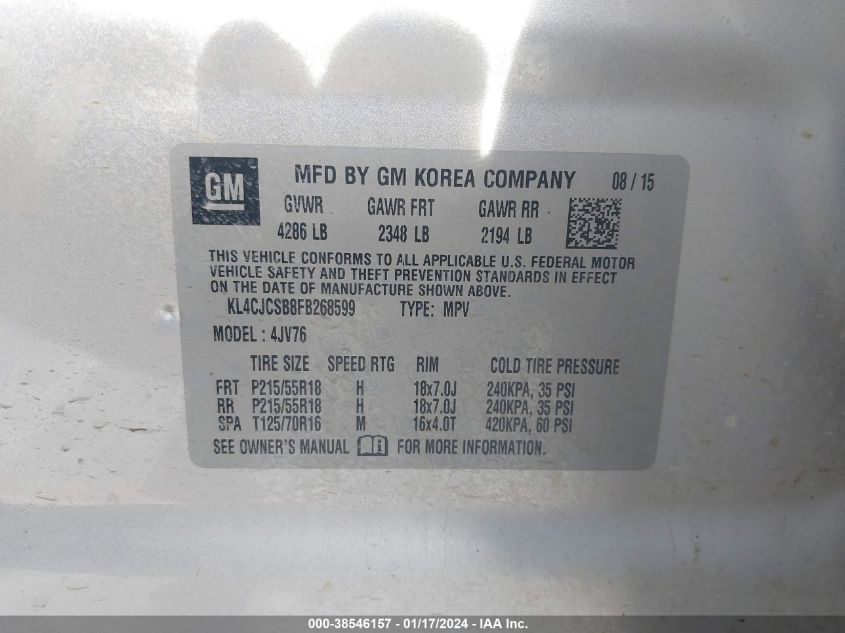 GM MFD BY GM KOREA COMPANY 08 / 15
GVWR GAWR FRT GAWR RR
4286 LB 2348 LB 2194 LB
THIS VEHICLE CONFORMS TO ALL APPLICABLE U.S. FEDERAL MOTOR
VEHICLE SAFETY AND THEFT PREVENTION STANDARDS IN EFFECT
ON THE DATE OF MANUFACTURE SHOWN ABOVE.
KL4CJCSB8FB268599 TYPE: MPV
MODEL : 4JV76
TIRE SIZE SPEED RTG RIM COLD TIRE PRESSURE
FRT P215/55R18 H 18x7.0J 240KPA, 35 PSI
RR P215/55R18 H 18x7.0J 240KPA, 35 PSI
SPA T125/70R16 M 16x4.0T 420KPA, 60 PSI
SEE OWNER'S MANUAL FOR MORE INFORMATION.
000-38546157 - 01/17/2024 - IAA Inc.